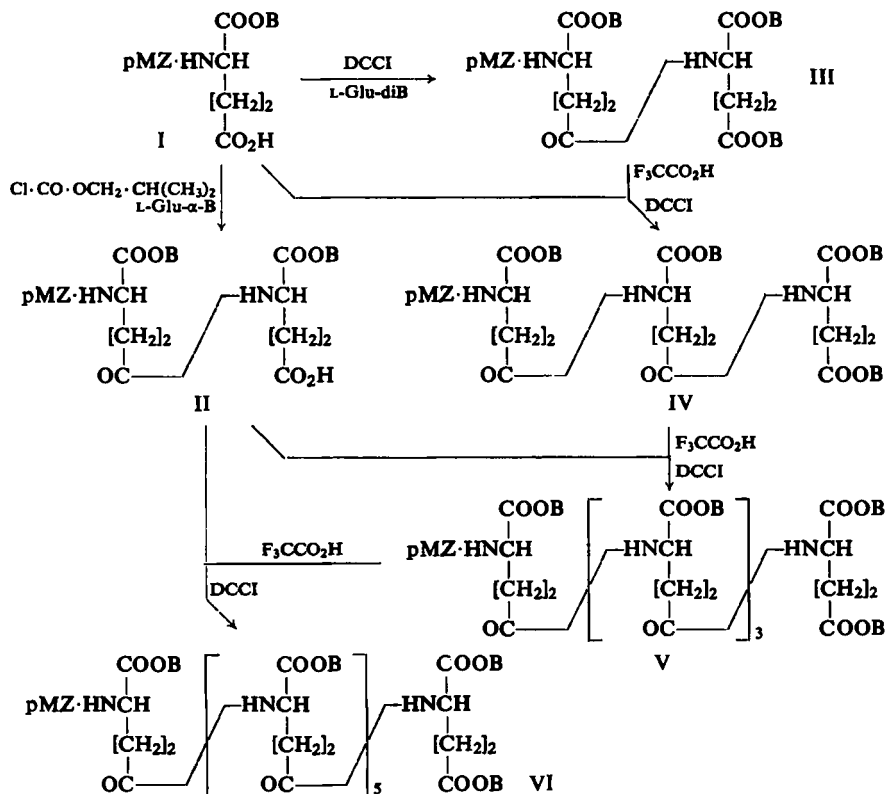 COOB
pMZ·HNCH
DCCI
L-Glu-diB
[CH₂]₂
CO₂H
I
COOB COOB
pMZ·HNCH —HNCH
[CH₂]₂ [CH₂]₂
OC COOB
III
Cl·CO·OCH₂·CH(CH₃)₂
L-Glu-α-B
F₃CCO₂H
DCCI
COOB COOB
pMZ·HNCH —HNCH
[CH₂]₂ [CH₂]₂
OC CO₂H
II
COOB COOB COOB
pMZ·HNCH —HNCH —HNCH
[CH₂]₂ [CH₂]₂ [CH₂]₂
OC OC COOB
IV
F₃CCO₂H
DCCI
F₃CCO₂H
DCCI
COOB COOB COOB
pMZ·HNCH —HNCH —HNCH
[CH₂]₂ [CH₂]₂ [CH₂]₂
OC OC 3 COOB
V
COOB COOB COOB
pMZ·HNCH —HNCH —HNCH
[CH₂]₂ [CH₂]₂ [CH₂]₂
OC OC 5 COOB
VI